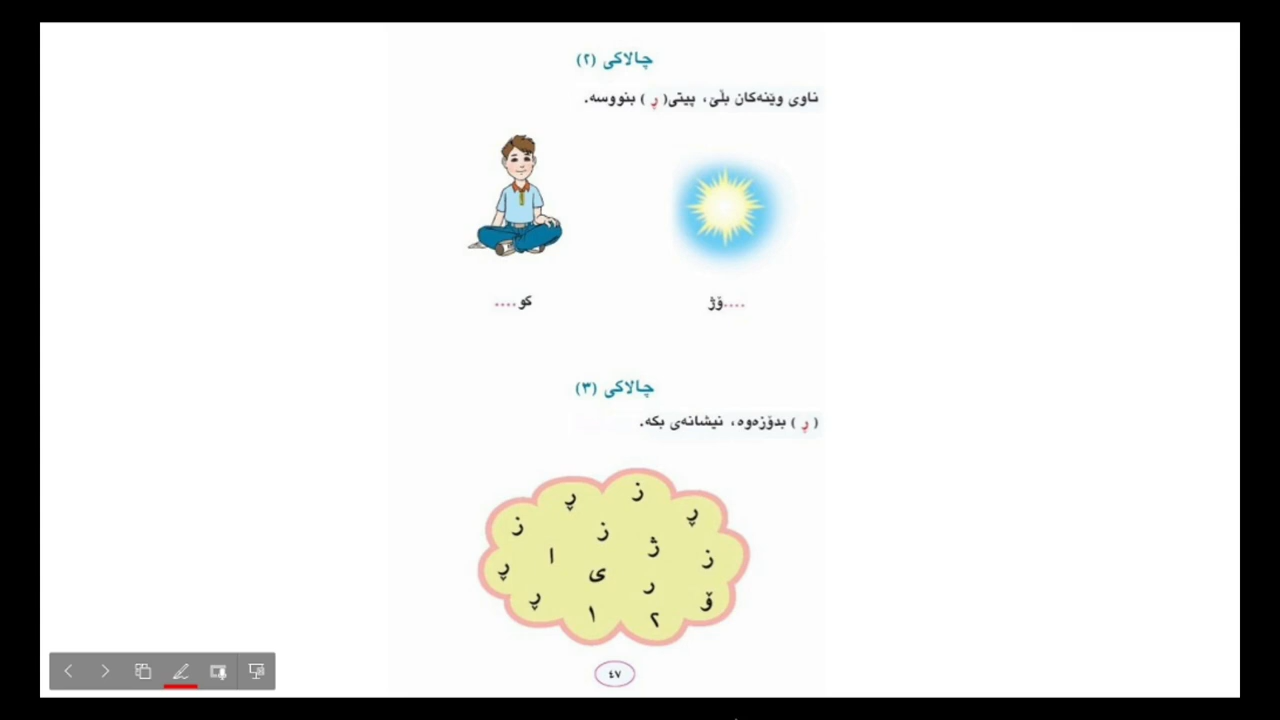 چالاکی (٢)
ناوی وێنەکان بڵێ، پیتی( ڕ ) بنووسە.
....ۆژ
کو....
چالاکی (٣)
( ڕ ) بدۆزەوە، نیشانەی بکە.
ڕ ز
ز ز ژ ڕ
ڕ ا ی ز
ڕ ر ۆ
١ ٢
٤٧